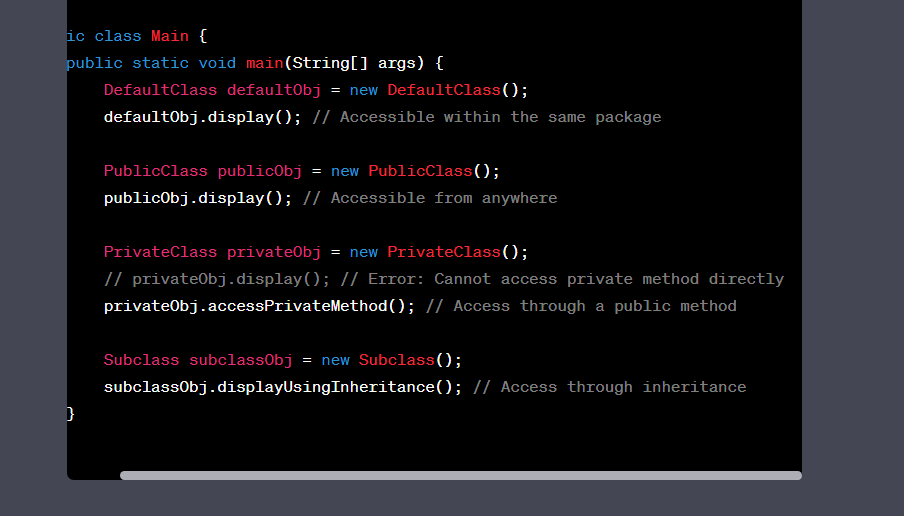 ic class Main {
public static void main(String[] args) {
DefaultClass defaultObj = new DefaultClass();
defaultObj.display(); // Accessible within the same package
PublicClass publicObj = new PublicClass();
publicObj.display(); // Accessible from anywhere
PrivateClass privateObj = new PrivateClass();
// privateObj.display(); // Error: Cannot access private method directly
privateObj.accessPrivateMethod(); // Access through a public method
Subclass subclassObj = new Subclass();
subclassObj.displayUsingInheritance(); // Access through inheritance
}